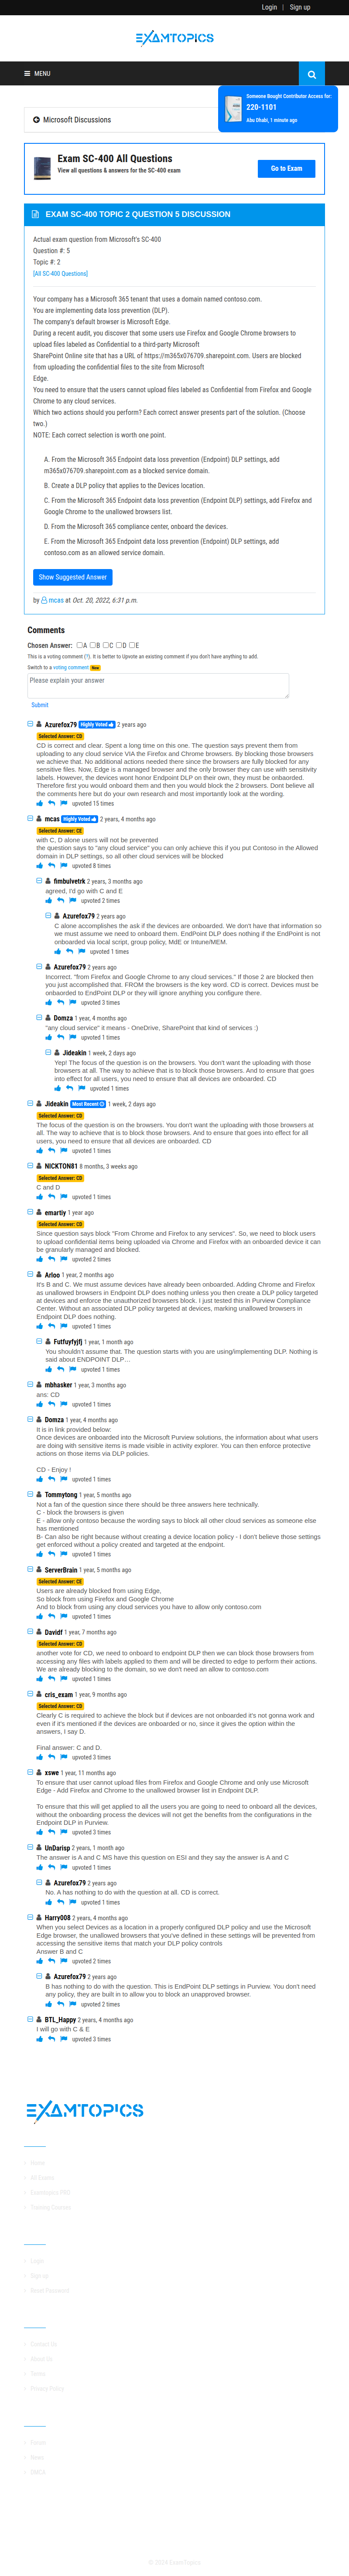 Login | Sign up
EXAMTOPICS
MENU
Someone Bought Contributor Access for:
220-1101
Abu Dhabi, 1 minute ago
Microsoft Discussions
Exam SC-400 All Questions
View all questions & answers for the SC-400 exam
Go to Exam
EXAM SC-400 TOPIC 2 QUESTION 5 DISCUSSION
Actual exam question from Microsoft's SC-400
Question #: 5
Topic #: 2
[All SC-400 Questions]
Your company has a Microsoft 365 tenant that uses a domain named contoso.com.
You are implementing data loss prevention (DLP).
The company's default browser is Microsoft Edge.
During a recent audit, you discover that some users use Firefox and Google Chrome browsers to
upload files labeled as Confidential to a third-party Microsoft
SharePoint Online site that has a URL of https://m365x076709.sharepoint.com. Users are blocked
from uploading the confidential files to the site from Microsoft
Edge.
You need to ensure that the users cannot upload files labeled as Confidential from Firefox and Google
Chrome to any cloud services.
Which two actions should you perform? Each correct answer presents part of the solution. (Choose
two.)
NOTE: Each correct selection is worth one point.
A. From the Microsoft 365 Endpoint data loss prevention (Endpoint) DLP settings, add
m365x076709.sharepoint.com as a blocked service domain.
B. Create a DLP policy that applies to the Devices location.
C. From the Microsoft 365 Endpoint data loss prevention (Endpoint DLP) settings, add Firefox and
Google Chrome to the unallowed browsers list.
D. From the Microsoft 365 compliance center, onboard the devices.
E. From the Microsoft 365 Endpoint data loss prevention (Endpoint) DLP settings, add
contoso.com as an allowed service domain.
Show Suggested Answer
by mcas at Oct. 20, 2022, 6:31 p.m.
Comments
Chosen Answer: A B C D E
This is a voting comment (?). It is better to Upvote an existing comment if you don't have anything to add.
Switch to a voting comment New
Please explain your answer
Submit
Azurefox79 Highly Voted 2 years ago
Selected Answer: CD
CD is correct and clear. Spent a long time on this one. The question says prevent them from
uploading to any cloud service VIA the Firefox and Chrome browsers. By blocking those browsers
we achieve that. No additional actions needed there since the browsers are fully blocked for any
sensitive files. Now, Edge is a managed browser and the only browser they can use with sensitivity
labels. However, the devices wont honor Endpoint DLP on their own, they must be onbaorded.
Therefore first you would block the 2 browsers and then you would onboard. Dont believe all
the comments here but do your own research and most importantly look at the wording.
upvoted 15 times
mcas Highly Voted 2 years, 4 months ago
Selected Answer: CE
with C, D alone users will not be prevented
the question says to "any cloud service" you can only achieve this if you put Contoso in the Allowed
domain in DLP settings, so all other cloud services will be blocked
upvoted 8 times
fimbulvetrk 2 years, 3 months ago
agreed, I'd go with C and E
upvoted 2 times
Azurefox79 2 years ago
C alone accomplishes the ask if the devices are onboarded. We don't have that information so
we must assume we need to onboard them. EndPoint DLP does nothing if the EndPoint is not
onboarded via local script, group policy, MdE or Intune/MEM.
upvoted 1 times
Azurefox79 2 years ago
Incorrect. "from Firefox and Google Chrome to any cloud services." If those 2 are blocked then
you just accomplished that. FROM the browsers is the key word. CD is correct. Devices must be
onbaorded to EndPoint DLP or they will ignore anything you configure there.
upvoted 3 times
Domza 1 year, 4 months ago
"any cloud service" it means - OneDrive, SharePoint that kind of services :)
upvoted 1 times
Jideakin 1 week, 2 days ago
Yep! The focus of the question is on the browsers. You don't want the uploading with those
browsers at all. The way to achieve that is to block those browsers. And to ensure that goes
into effect for all users, you need to ensure that all devices are onboarded. CD
upvoted 1 times
Jideakin Most Recent 1 week, 2 days ago
Selected Answer: CD
The focus of the question is on the browsers. You don't want the uploading with those browsers at
all. The way to achieve that is to block those browsers. And to ensure that goes into effect for all
users, you need to ensure that all devices are onboarded. CD
upvoted 1 times
NICKTON81 8 months, 3 weeks ago
Selected Answer: CD
C and D
upvoted 1 times
emartiy 1 year ago
Selected Answer: CD
Since question says block "From Chrome and Firefox to any services". So, we need to block users
to upload confidential items being uploaded via Chrome and Firefox with an onboarded device it can
be granularly managed and blocked.
upvoted 2 times
Arloo 1 year, 2 months ago
It's B and C. We must assume devices have already been onboarded. Adding Chrome and Firefox
as unallowed browsers in Endpoint DLP does nothing unless you then create a DLP policy targeted
at devices and enforce the unauthorized browsers block. I just tested this in Purview Compliance
Center. Without an associated DLP policy targeted at devices, marking unallowed browsers in
Endpoint DLP does nothing.
upvoted 1 times
Futfuyfyjfj 1 year, 1 month ago
You shouldn't assume that. The question starts with you are using/implementing DLP. Nothing is
said about ENDPOINT DLP…
upvoted 1 times
mbhasker 1 year, 3 months ago
ans: CD
upvoted 1 times
Domza 1 year, 4 months ago
It is in link provided below:
Once devices are onboarded into the Microsoft Purview solutions, the information about what users
are doing with sensitive items is made visible in activity explorer. You can then enforce protective
actions on those items via DLP policies.
CD - Enjoy !
upvoted 1 times
Tommytong 1 year, 5 months ago
Not a fan of the question since there should be three answers here technically.
C - block the browsers is given
E - allow only contoso because the wording says to block all other cloud services as someone else
has mentioned
B- Can also be right because without creating a device location policy - I don't believe those settings
get enforced without a policy created and targeted at the endpoint.
upvoted 1 times
ServerBrain 1 year, 5 months ago
Selected Answer: CE
Users are already blocked from using Edge,
So block using from Firefox and Google Chrome
And to block from using any cloud services you have to allow only contoso.com
upvoted 1 times
Davidf 1 year, 7 months ago
Selected Answer: CD
another vote for CD, we need to onboard to endpoint DLP then we can block those browsers from
accessing any files with labels applied to them and will be directed to edge to perform their actions.
We are already blocking to the domain, so we don't need an allow to contoso.com
upvoted 1 times
cris_exam 1 year, 9 months ago
Selected Answer: CD
Clearly C is required to achieve the block but if devices are not onboarded it's not gonna work and
even if it's mentioned if the devices are onboarded or no, since it gives the option within the
answers, I say D.
Final answer: C and D.
upvoted 3 times
xswe 1 year, 11 months ago
To ensure that user cannot upload files from Firefox and Google Chrome and only use Microsoft
Edge - Add Firefox and Chrome to the unallowed browser list in Endpoint DLP.
To ensure that this will get applied to all the users you are going to need to onboard all the devices,
without the onboarding process the devices will not get the benefits from the configurations in the
Endpoint DLP in Purview.
upvoted 3 times
UnDarisp 2 years, 1 month ago
The answer is A and C MS have this question on ESI and they say the answer is A and C
upvoted 1 times
Azurefox79 2 years ago
No. A has nothing to do with the question at all. CD is correct.
upvoted 1 times
Harry008 2 years, 4 months ago
When you select Devices as a location in a properly configured DLP policy and use the Microsoft
Edge browser, the unallowed browsers that you've defined in these settings will be prevented from
accessing the sensitive items that match your DLP policy controls
Answer B and C
upvoted 2 times
Azurefox79 2 years ago
B has nothing to do with the question. This is EndPoint DLP settings in Purview. You don't need
any policy, they are built in to allow you to block an unapproved browser.
upvoted 2 times
BTL_Happy 2 years, 4 months ago
I will go with C & E
upvoted 3 times
EXAMTOPICS
Home
All Exams
Examtopics PRO
Training Courses
Login
Sign up
Reset Password
Contact Us
About Us
Terms
Privacy Policy
Forum
News
DMCA
© 2024 ExamTopics